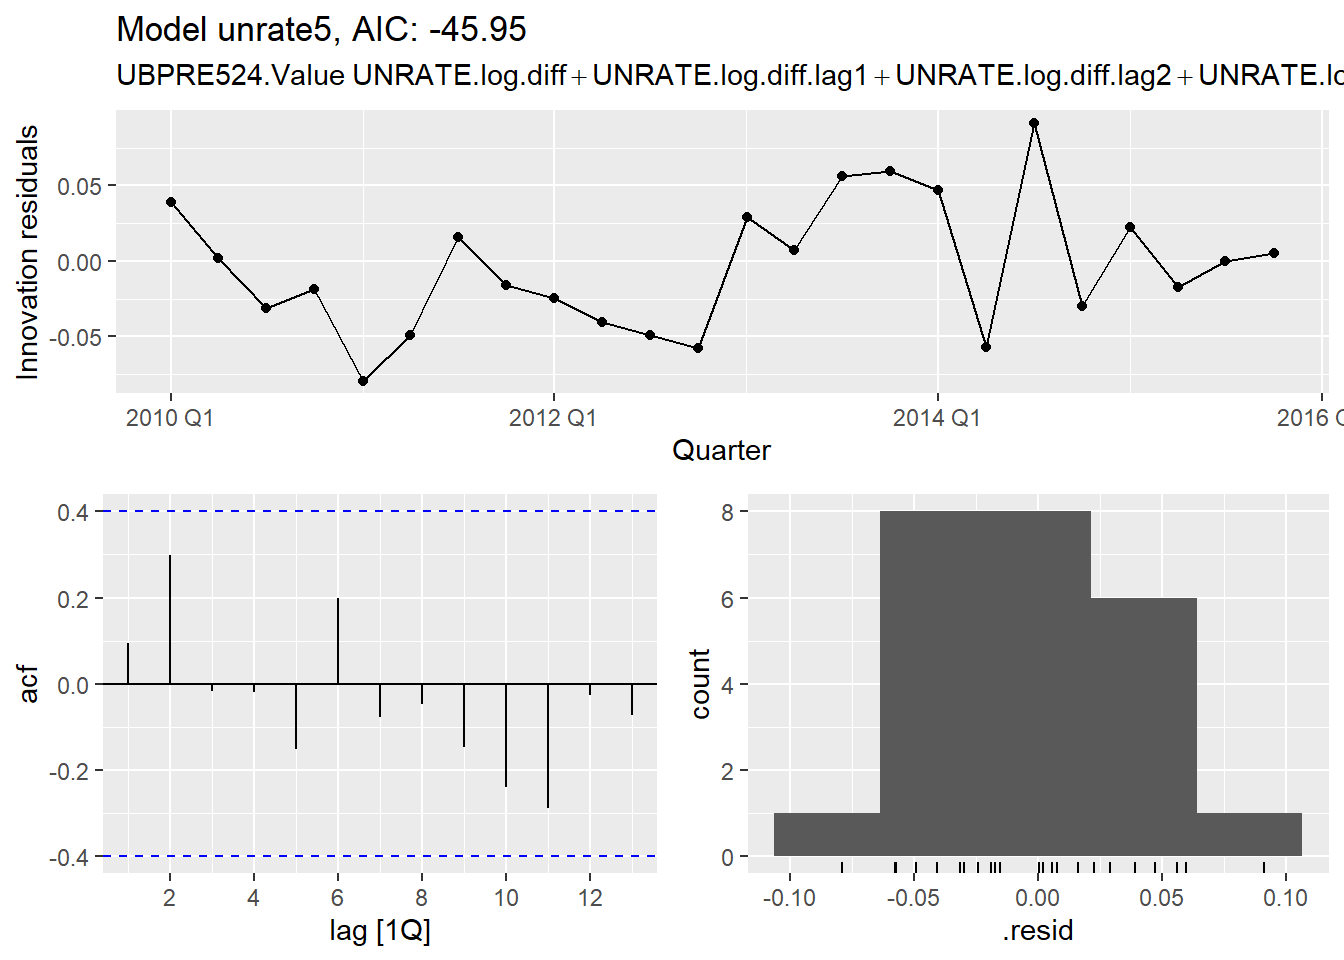 Model unrate5, AIC: -45.95
UBPRE524.Value UNRATE.log.diff+UNRATE.log.diff.lag1+UNRATE.log.diff.lag2+UNRATE.lo
Innovation residuals
0.05
0.00
-0.05
2010 Q1 2012 Q1 2014 Q1 2016
Quarter
acf
0.4
0.2
0.0
-0.2
-0.4
2 4 6 8 10 12
lag [1Q]
count
8
6
4
2
0
-0.10 -0.05 0.00 0.05 0.10
.resid